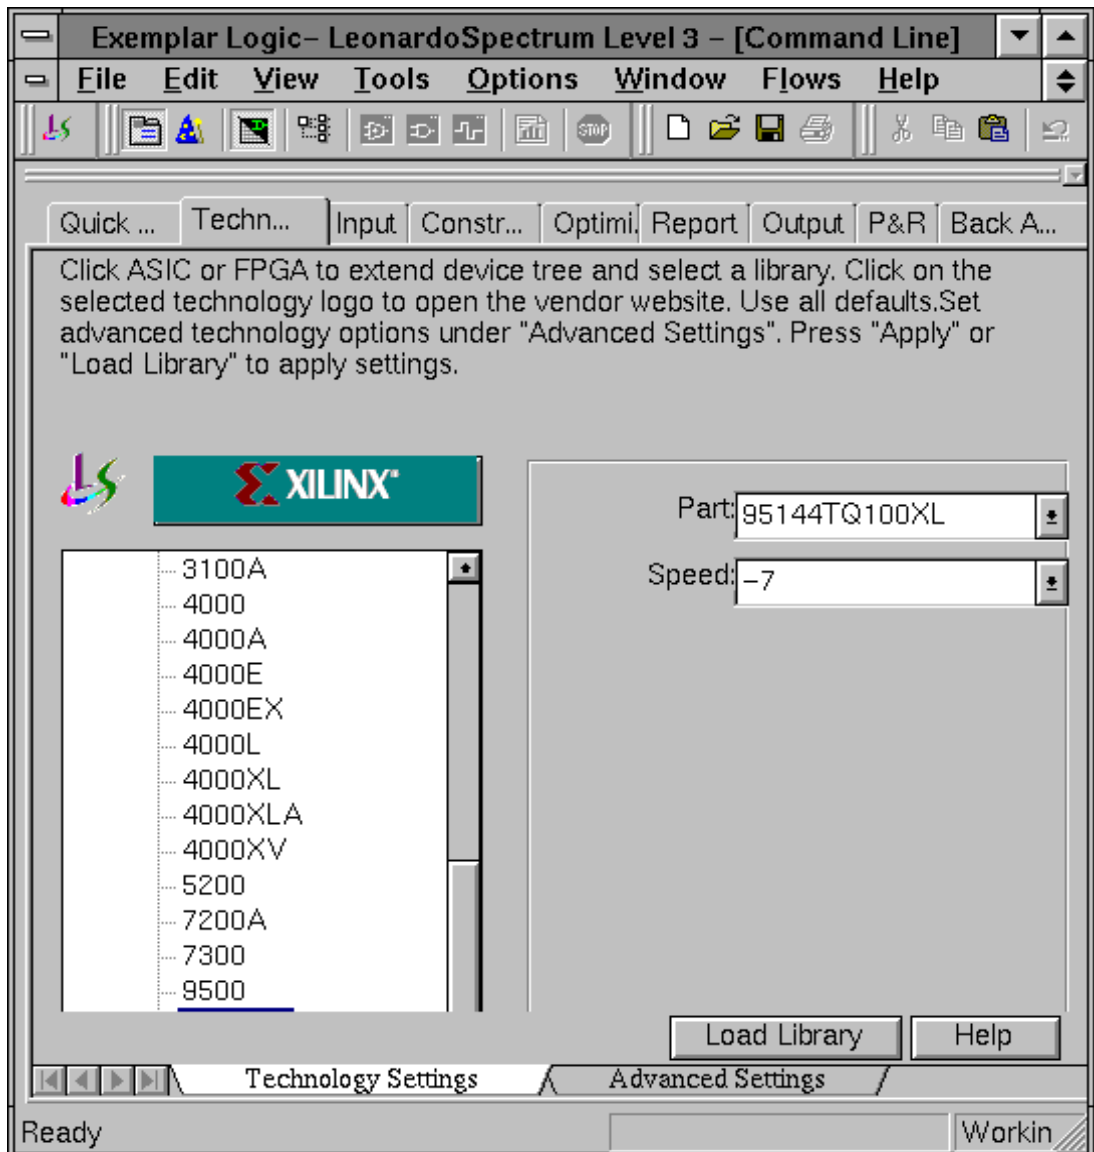 Exemplar Logic– LeonardoSpectrum Level 3 – [Command Line]
File Edit View Tools Options Window Flows Help
STOP
Quick ... Techn... Input Constr... Optimi. Report Output P&R Back A...
Click ASIC or FPGA to extend device tree and select a library. Click on the
selected technology logo to open the vendor website. Use all defaults.Set
advanced technology options under "Advanced Settings". Press "Apply" or
"Load Library" to apply settings.
LS XILINX
Part: 95144TQ100XL
Speed: –7
3100A
4000
4000A
4000E
4000EX
4000L
4000XL
4000XLA
4000XV
5200
7200A
7300
9500
Load Library Help
Technology Settings Advanced Settings
Ready Workin